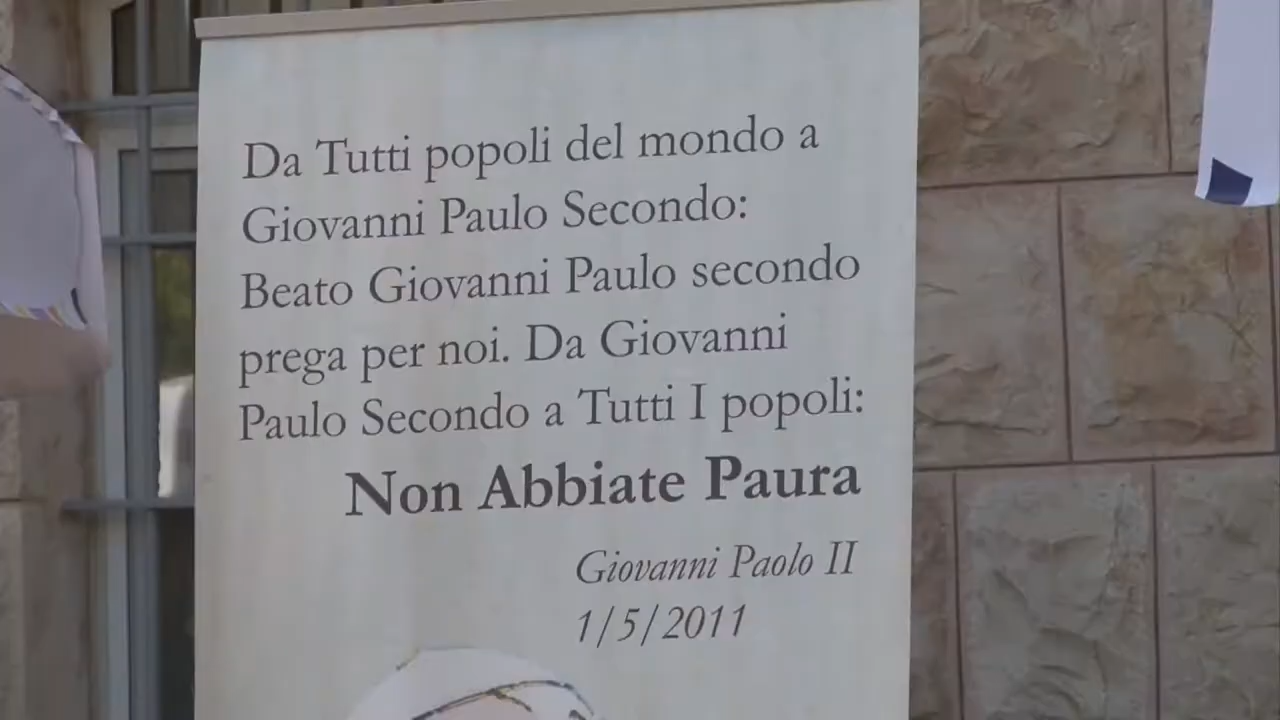 Da Tutti popoli del mondo a
Giovanni Paulo Secondo:
Beato Giovanni Paulo secondo
prega per noi. Da Giovanni
Paulo Secondo a Tutti I popoli:
Non Abbiate Paura
Giovanni Paolo II
1/5/2011